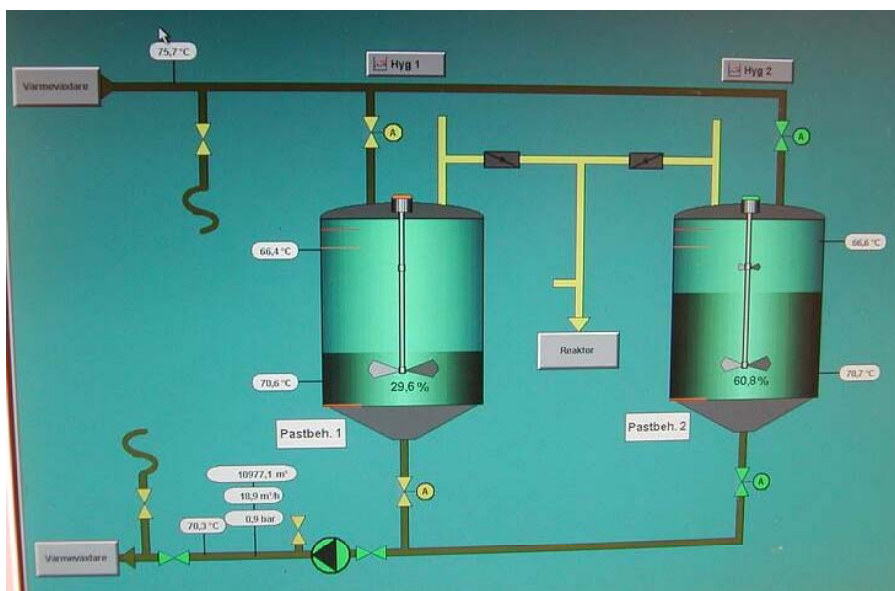 75,7 °C
Hyg 1
Hyg 2
Värmeväxlare
A
A
66,4 °C
66,6 °C
Reaktor
70,6 °C
29,6 %
60,8 %
70,7 °C
Pastbeh. 1
Pastbeh. 2
10977,1 m³
A
A
18,9 m³/h
70,3 °C
0,9 bar
Värmeväxlare